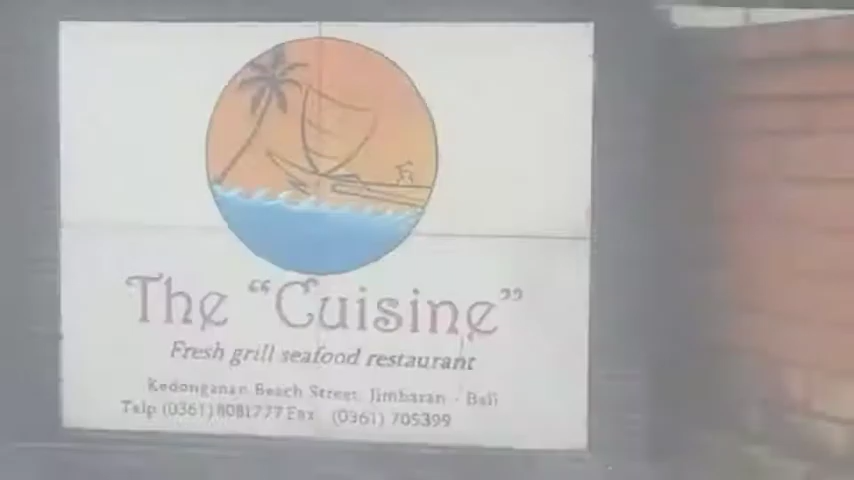 The “Cuisine”
Fresh grill seafood restaurant
Kedonganan Beach Street, Jimbaran - Bali
Telp (0361) 8081777 Fax (0361) 705399